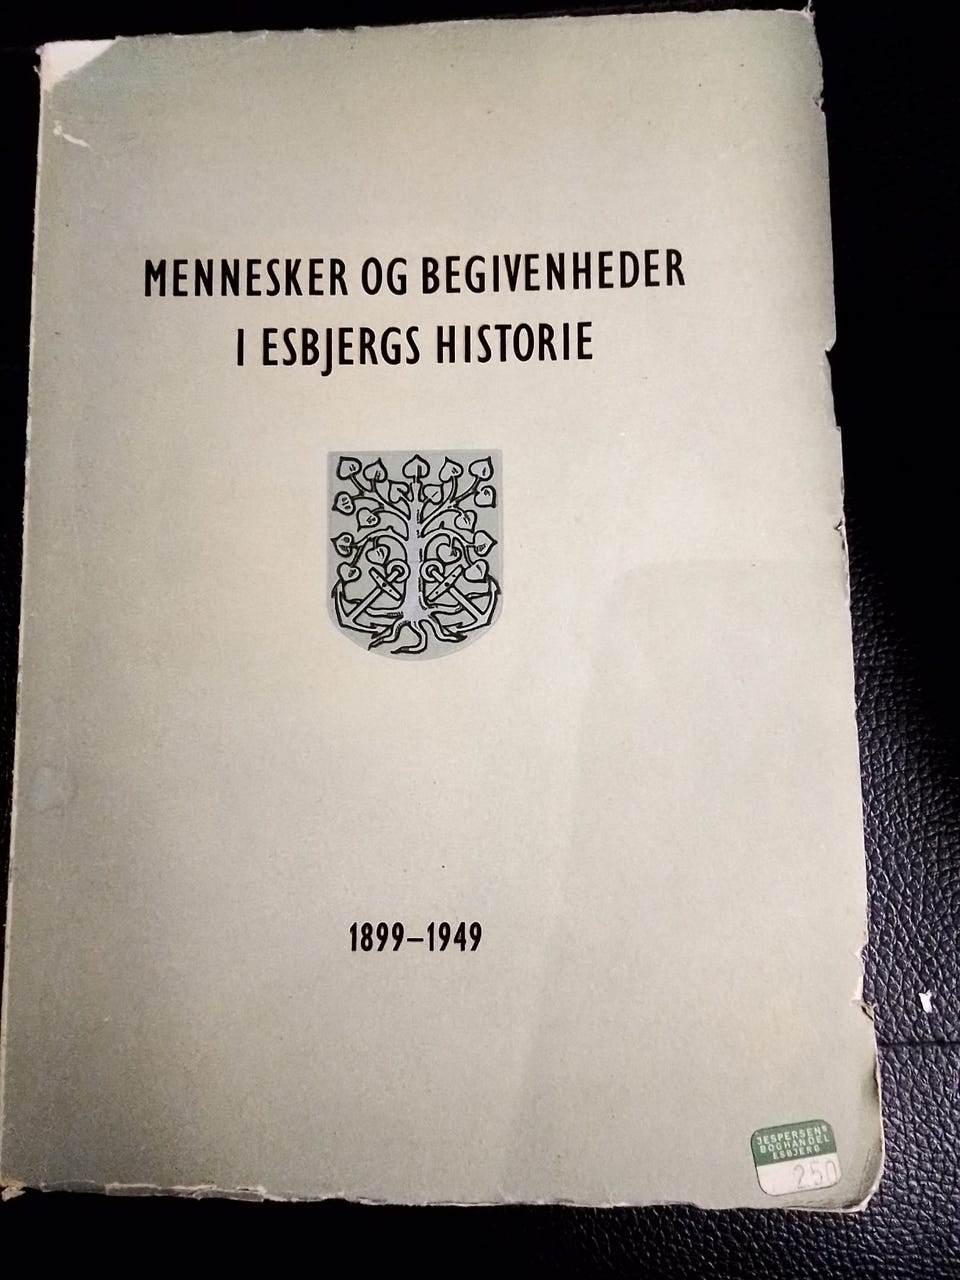 MENNESKER OG BEGIVENHEDER
I ESBJERGS HISTORIE
1899–1949
JESPERSENS
BOGHANDEL
ESBJERG
250